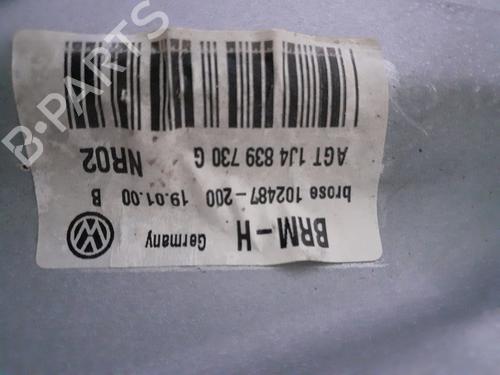 BRM-H Germany
brose 102487-200 19.01.00 B
AGT 1J4 839 730 G NR02
B-PARTS